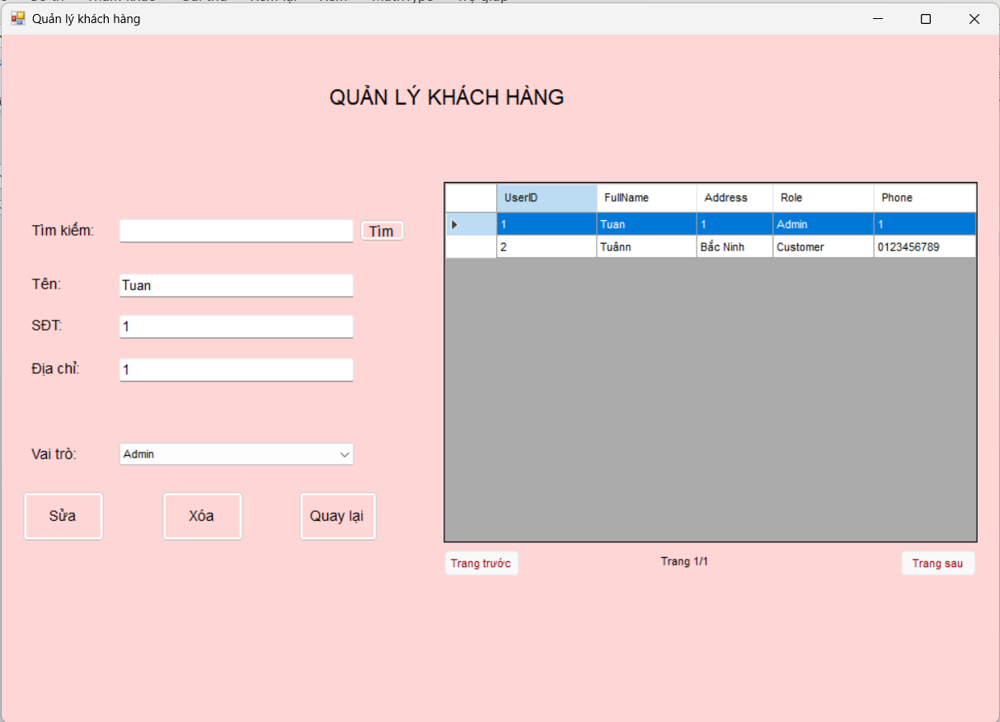 Quản lý khách hàng
QUẢN LÝ KHÁCH HÀNG
Tìm kiếm:
Tìm
Tên:
Tuan
SĐT:
1
Địa chỉ:
1
Vai trò:
Admin
Sửa
Xóa
Quay lại
UserID FullName Address Role Phone
1 Tuan 1 Admin 1
2 Tuânn Bắc Ninh Customer 0123456789
Trang trước
Trang 1/1
Trang sau